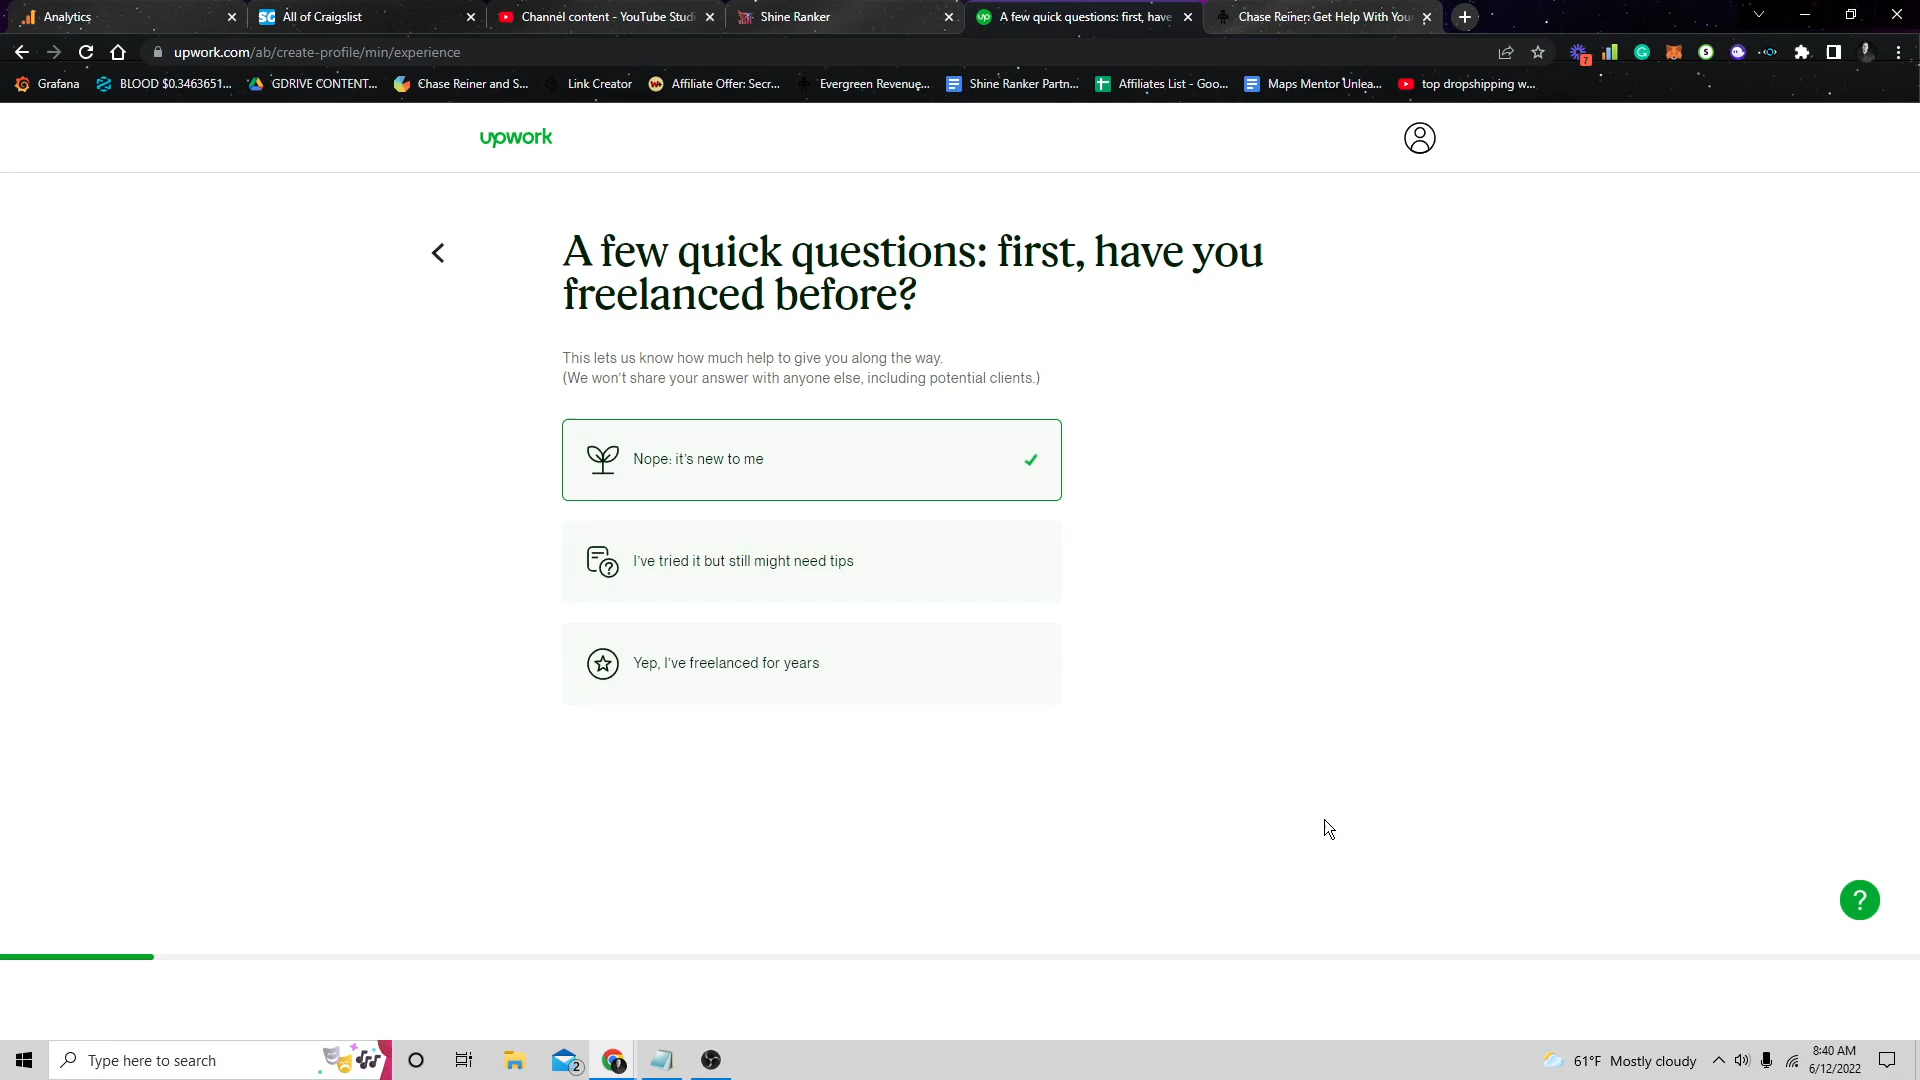 Analytics
All of Craigslist
Channel content - YouTube Studi
Shine Ranker
A few quick questions: first, have
Chase Reiner: Get Help With You
upwork.com/ab/create-profile/min/experience
7
Grafana
BLOOD $0.3463651...
GDRIVE CONTENT...
Chase Reiner and S...
Link Creator
Affiliate Offer: Secr...
Evergreen Revenue...
Shine Ranker Partn...
Affiliates List - Goo...
Maps Mentor Unlea...
top dropshipping w...
upwork
A few quick questions: first, have you
freelanced before?
This lets us know how much help to give you along the way.
(We won't share your answer with anyone else, including potential clients.)
Nope: it's new to me
I've tried it but still might need tips
Yep, I've freelanced for years
?
Type here to search
2
61°F Mostly cloudy
8:40 AM
6/12/2022